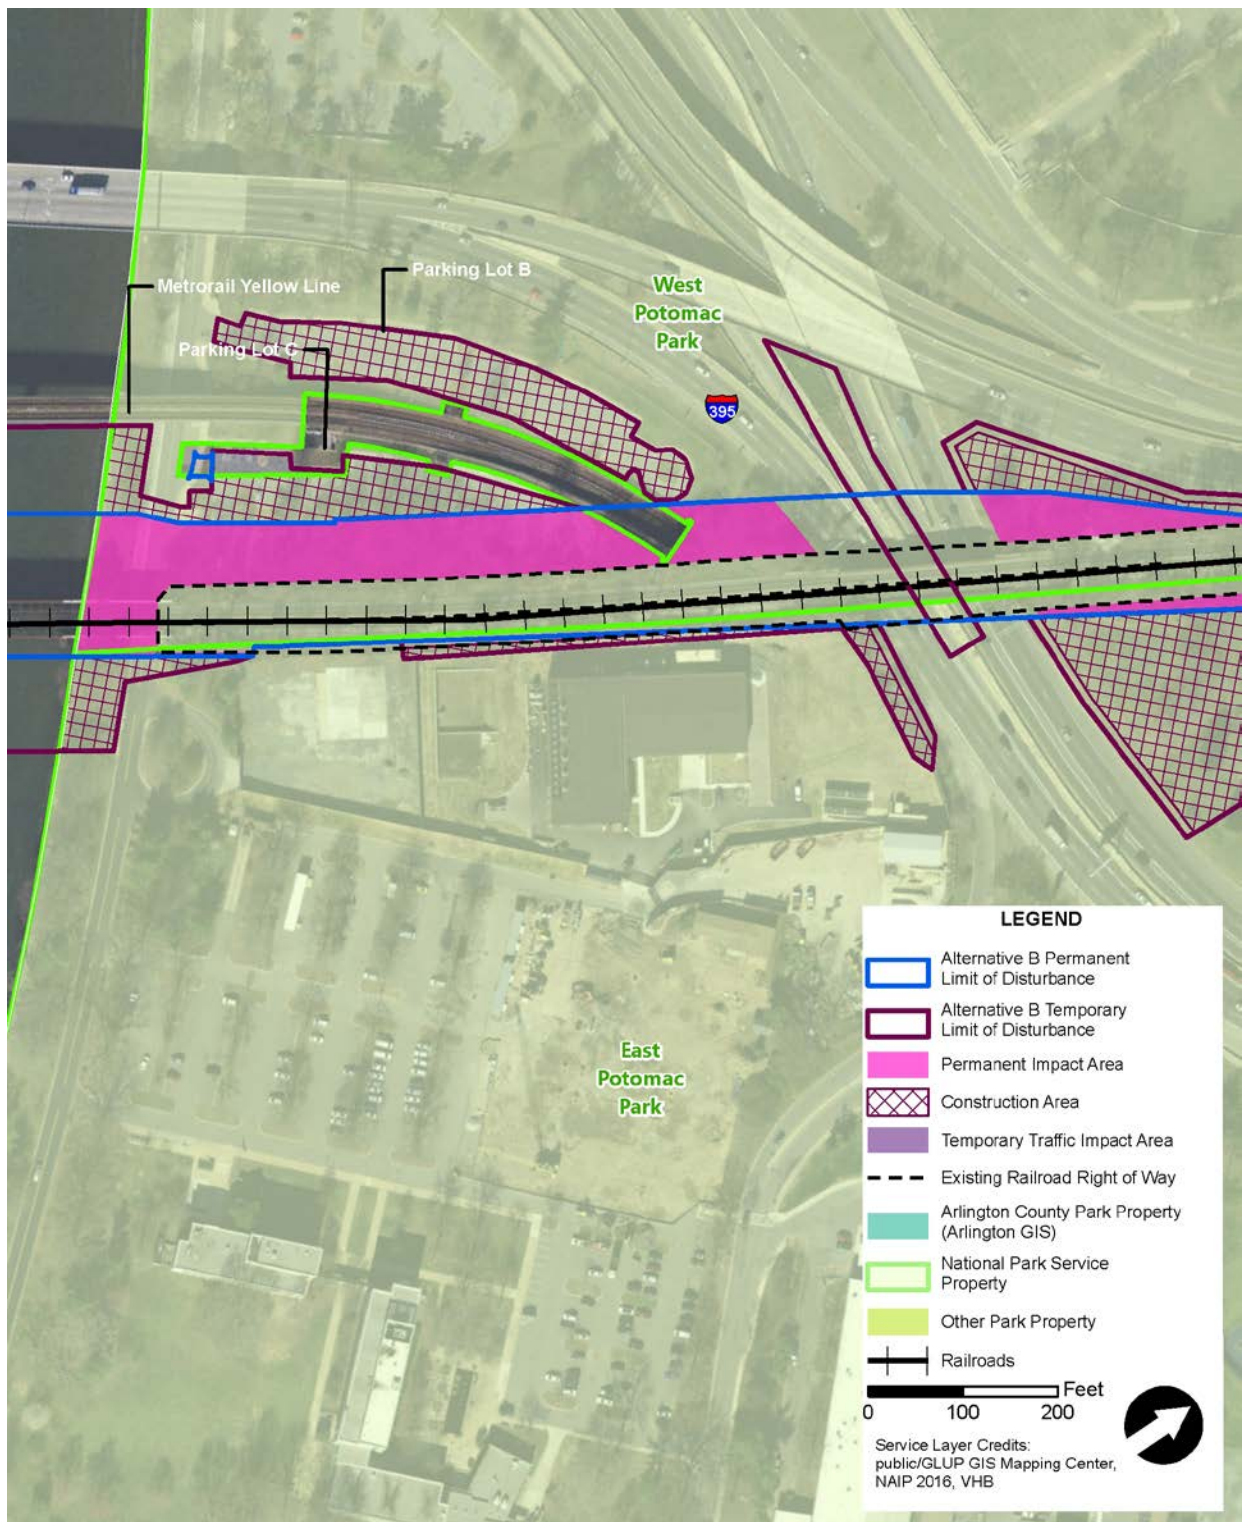 Parking Lot B
Metrorail Yellow Line
West
Potomac
Park
Parking Lot C
395
East
Potomac
Park
LEGEND
Alternative B Permanent
Limit of Disturbance
Alternative B Temporary
Limit of Disturbance
Permanent Impact Area
Construction Area
Temporary Traffic Impact Area
Existing Railroad Right of Way
Arlington County Park Property
(Arlington GIS)
National Park Service
Property
Other Park Property
Railroads
Feet
0 100 200
Service Layer Credits:
public/GLUP GIS Mapping Center,
NAIP 2016, VHB